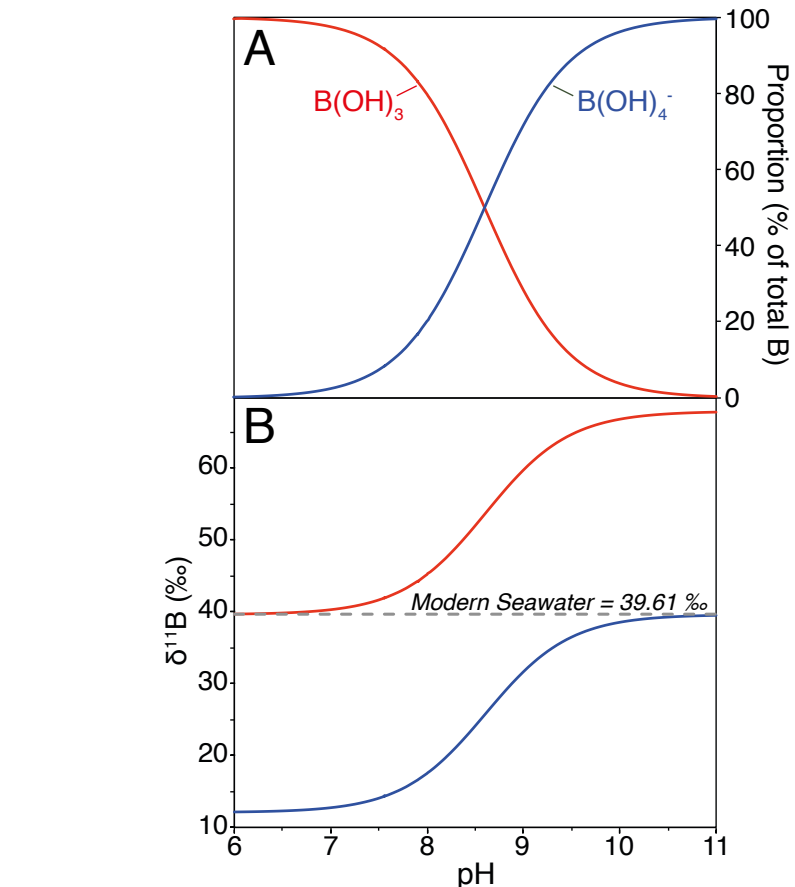 A
B(OH)₃
B(OH)₄⁻
100
80
60
40
20
0
Proportion (% of total B)
B
60
50
40
30
20
10
δ¹¹B (‰)
Modern Seawater = 39.61 ‰
6 7 8 9 10 11
pH